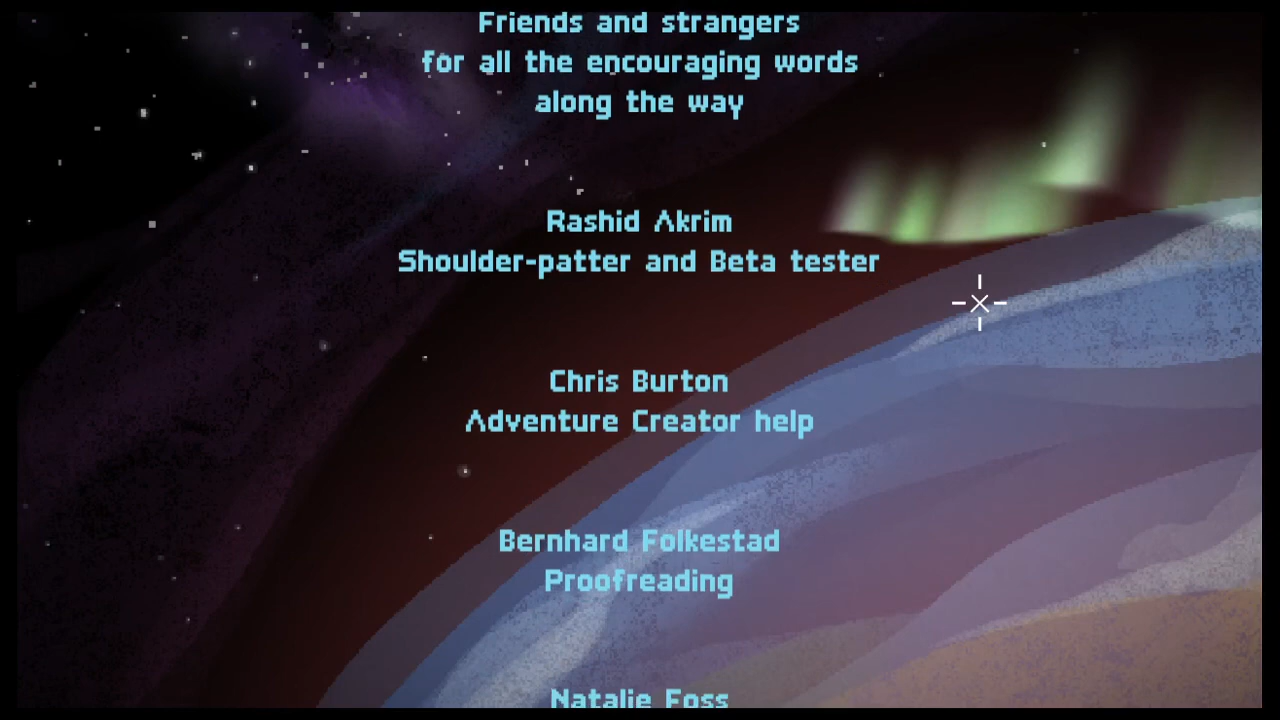 Friends and strangers
for all the encouraging words
along the way
Rashid Akrim
Shoulder-patter and Beta tester
Chris Burton
Adventure Creator help
Bernhard Folkestad
Proofreading
Natalie Foss